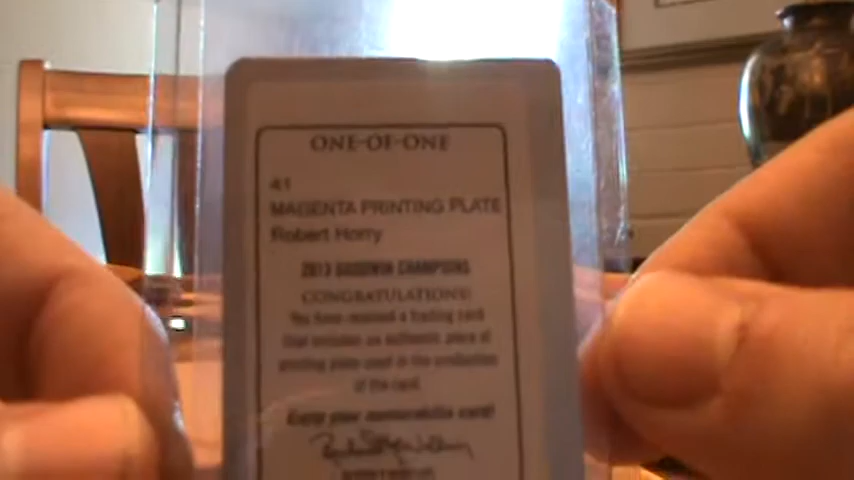 ONE-OF-ONE
41
MAGENTA PRINTING PLATE
Robert Horry
2013 GOODWIN CHAMPIONS
CONGRATULATIONS!
You have received a trading card
that includes an authentic piece of
printing plate used in the production
of the card.
Enjoy your memorabilia card!